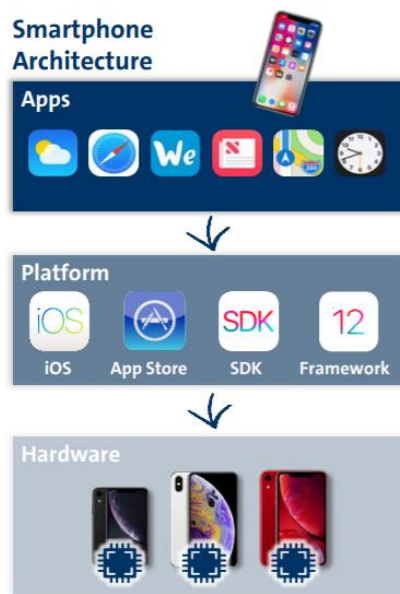 Smartphone
Architecture
Apps
We
Platform
iOS
SDK
12
iOS
App Store
SDK
Framework
Hardware